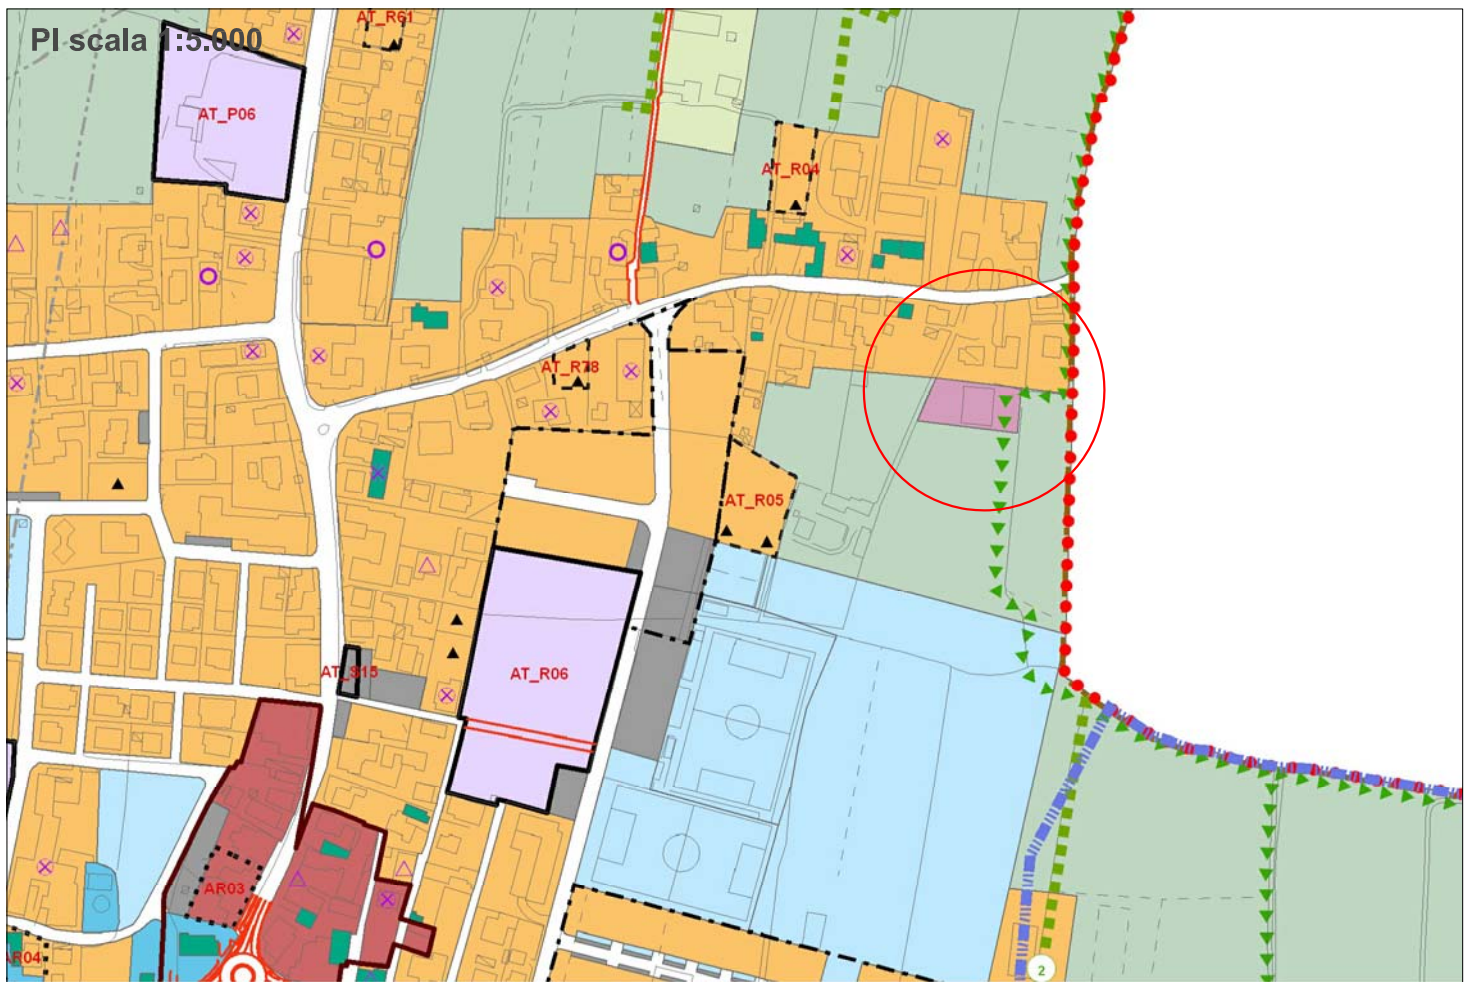 AT_R61
PI scala 1:5.000
AT_P06
AT_R04
AT_R78
AT_R05
AT_R06
AT_S15
AR03
AR04
2